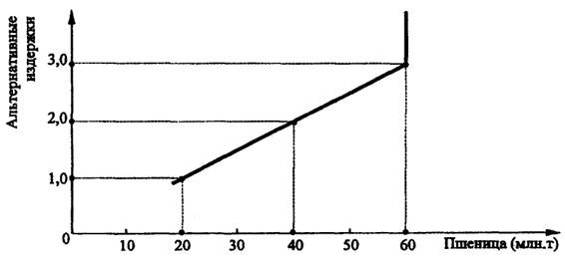 Альтернативные
издержки
3,0
2,0
1,0
0
10 20 30 40 50 60 Пшеница (млн.т)